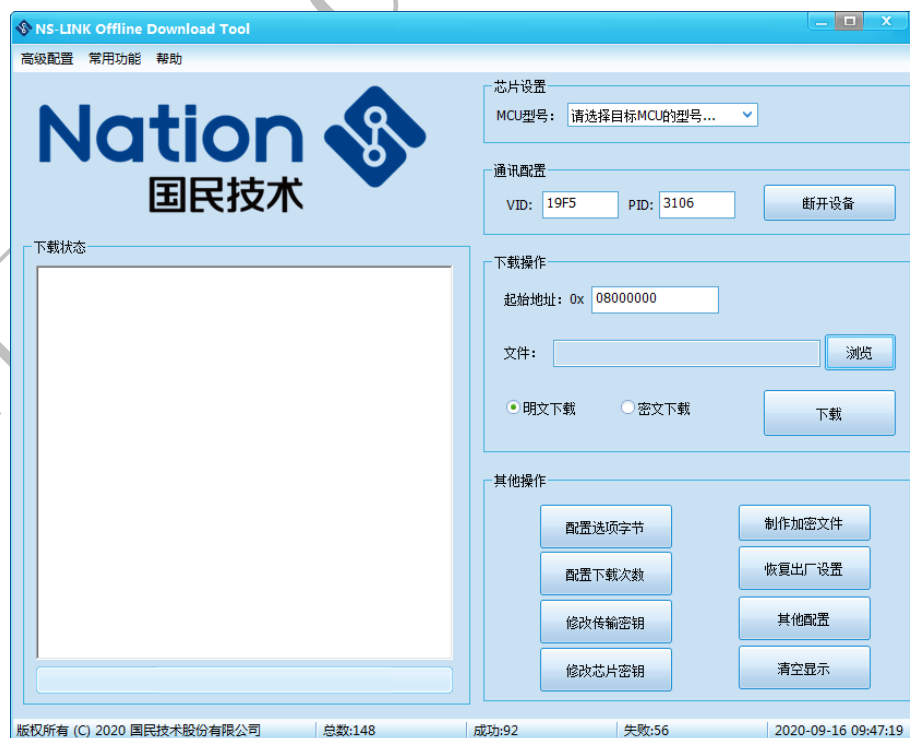 NS-LINK Offline Download Tool
高级配置 常用功能 帮助
Nation
国民技术
芯片设置
MCU型号： 请选择目标MCU的型号...
通讯配置
VID: 19F5 PID: 3106 断开设备
下载状态
下载操作
起始地址：0x 08000000
文件： 浏览
明文下载 密文下载 下载
其他操作
配置选项字节 制作加密文件
配置下载次数 恢复出厂设置
修改传输密钥 其他配置
修改芯片密钥 清空显示
版权所有 (C) 2020 国民技术股份有限公司 总数:148 成功:92 失败:56 2020-09-16 09:47:19